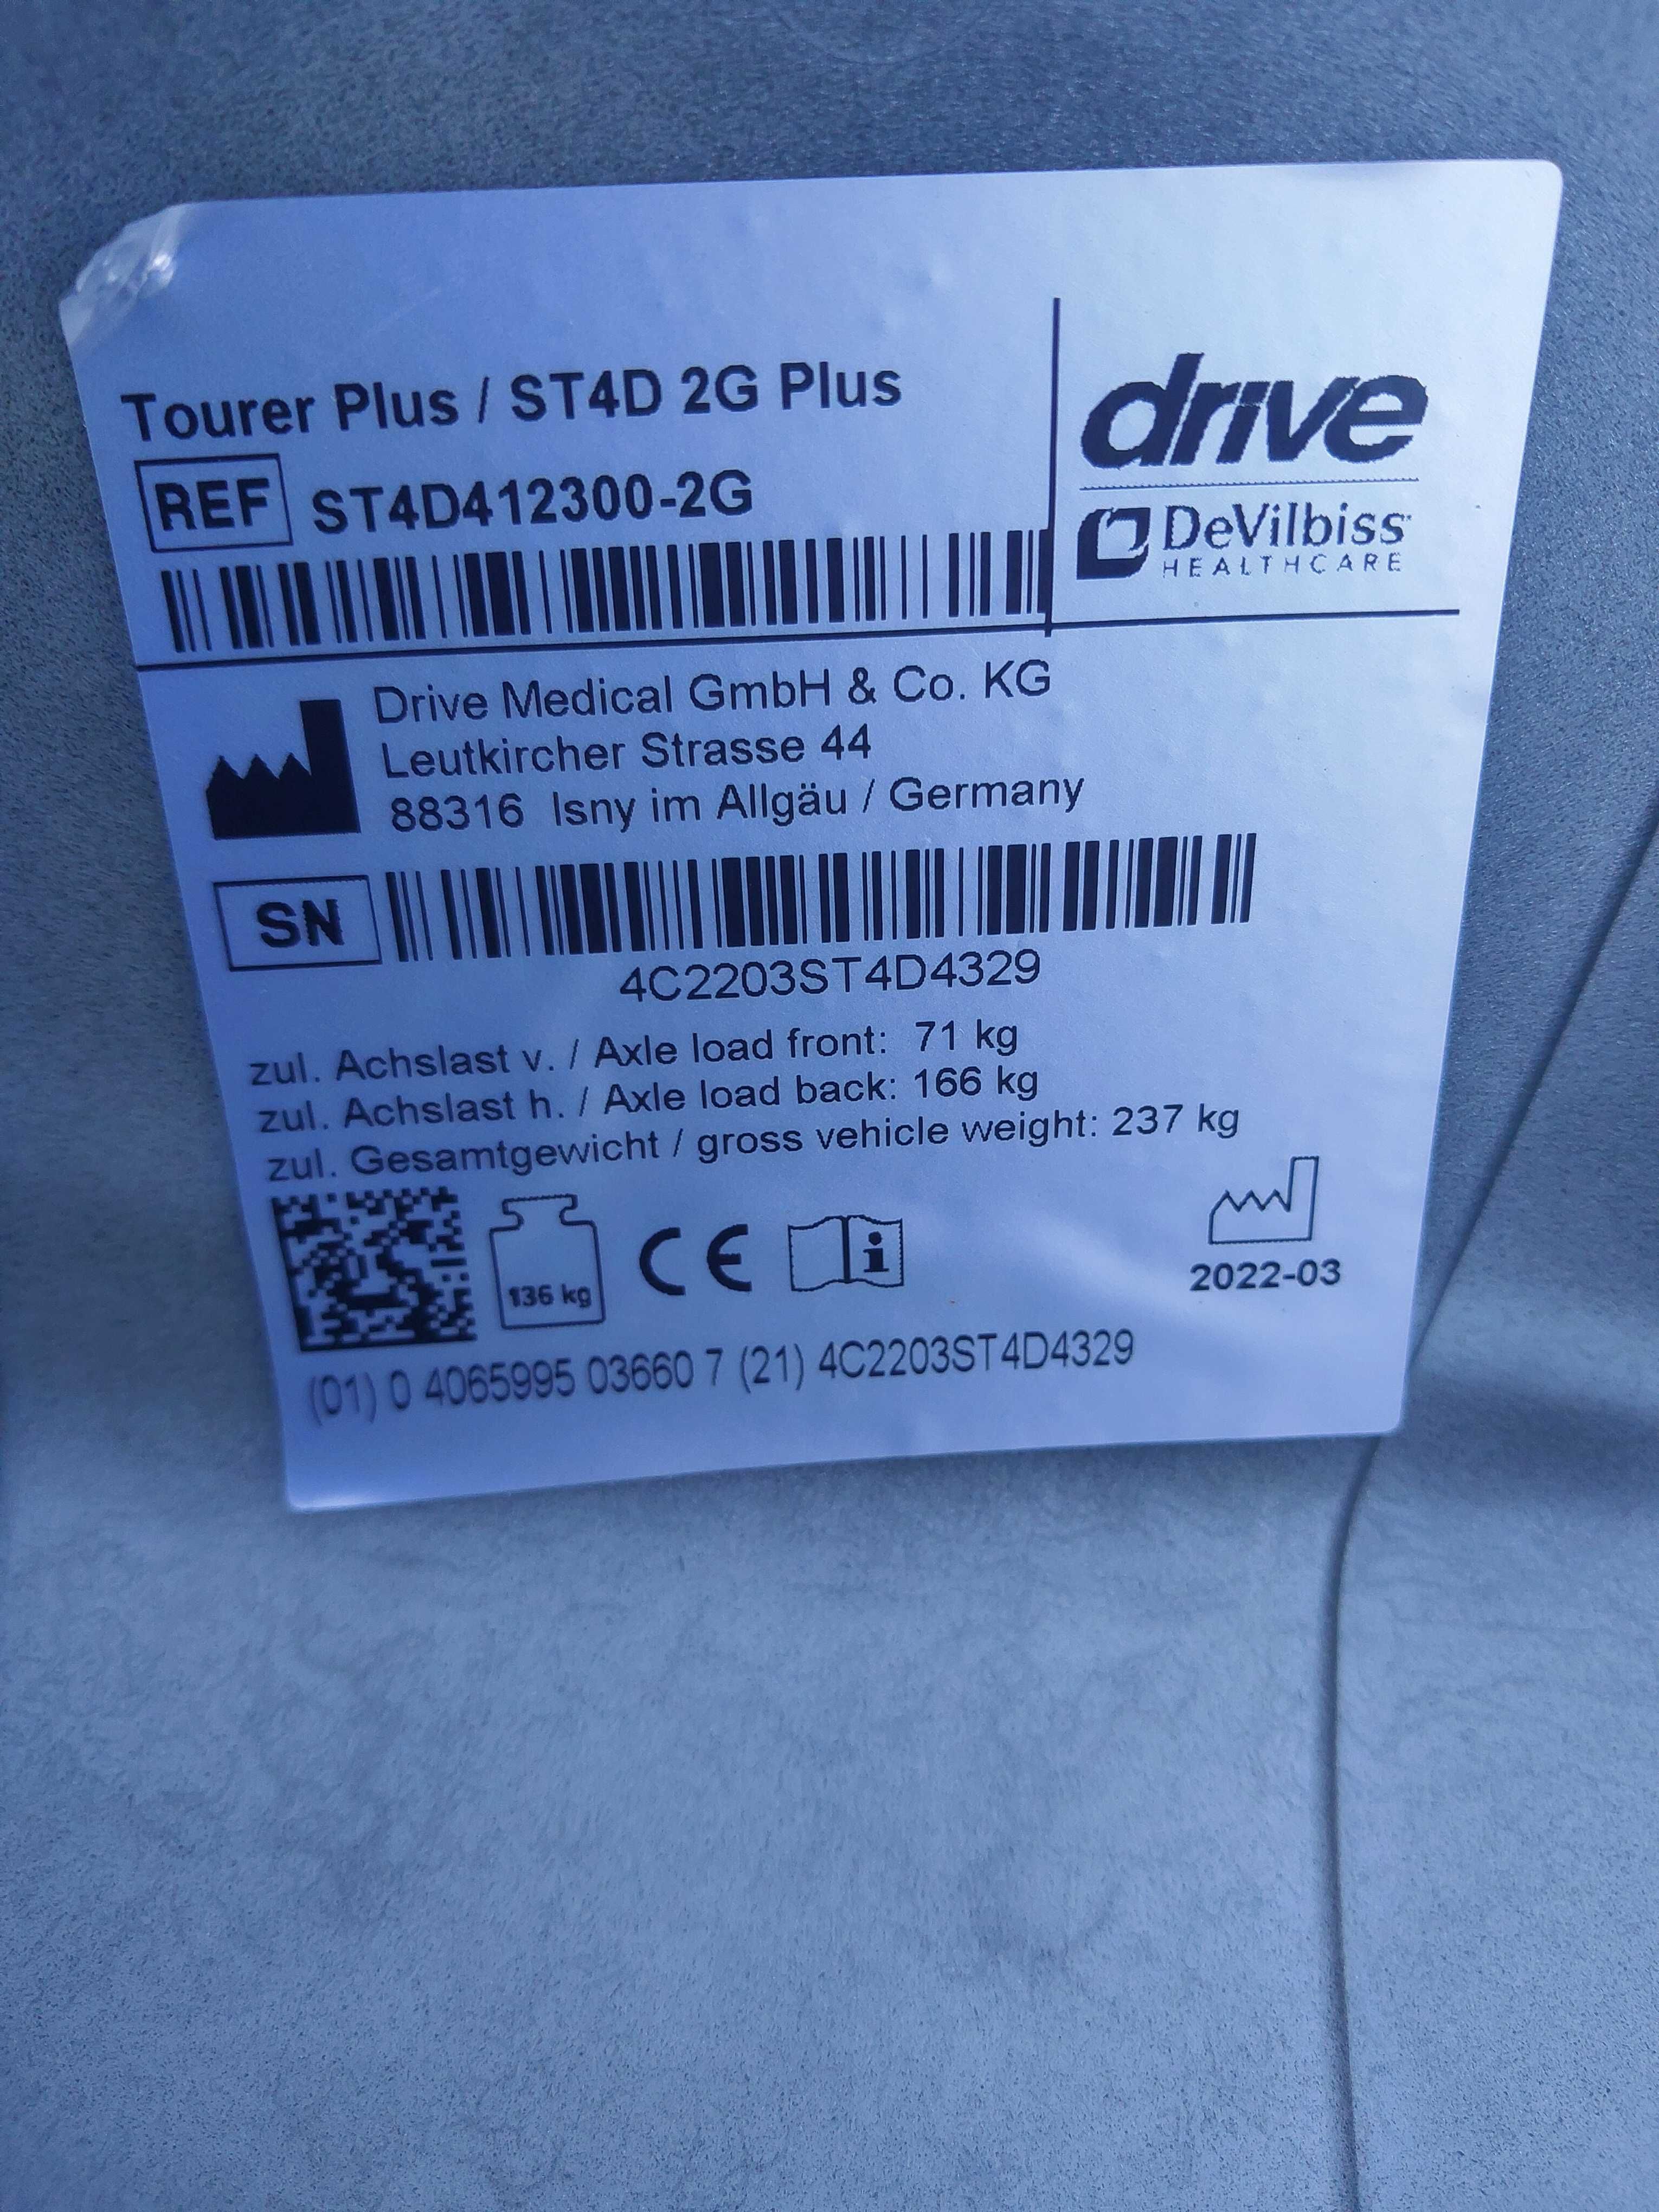 Tourer Plus / ST4D 2G Plus
REF ST4D412300-2G
drive
DeVilbiss
HEALTHCARE
Drive Medical GmbH & Co. KG
Leutkircher Strasse 44
88316 Isny im Allgäu / Germany
SN
4C2203ST4D4329
zul. Achslast v. / Axle load front: 71 kg
zul. Achslast h. / Axle load back: 166 kg
zul. Gesamtgewicht / gross vehicle weight: 237 kg
136 kg
CE
i
2022-03
(01) 0 4065995 03660 7 (21) 4C2203ST4D4329